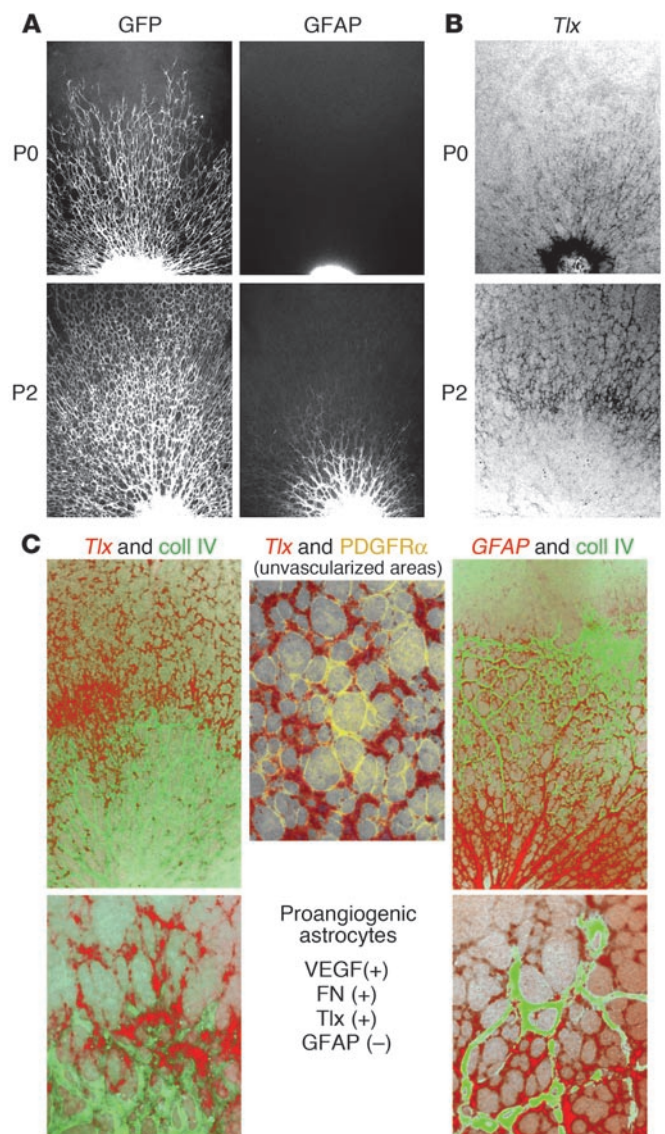 A
GFP
GFAP
B
Tlx
P0
P0
P2
P2
C
Tlx and coll IV
Tlx and PDGFRα
(unvascularized areas)
GFAP and coll IV
Proangiogenic
astrocytes
VEGF(+)
FN (+)
Tlx (+)
GFAP (–)